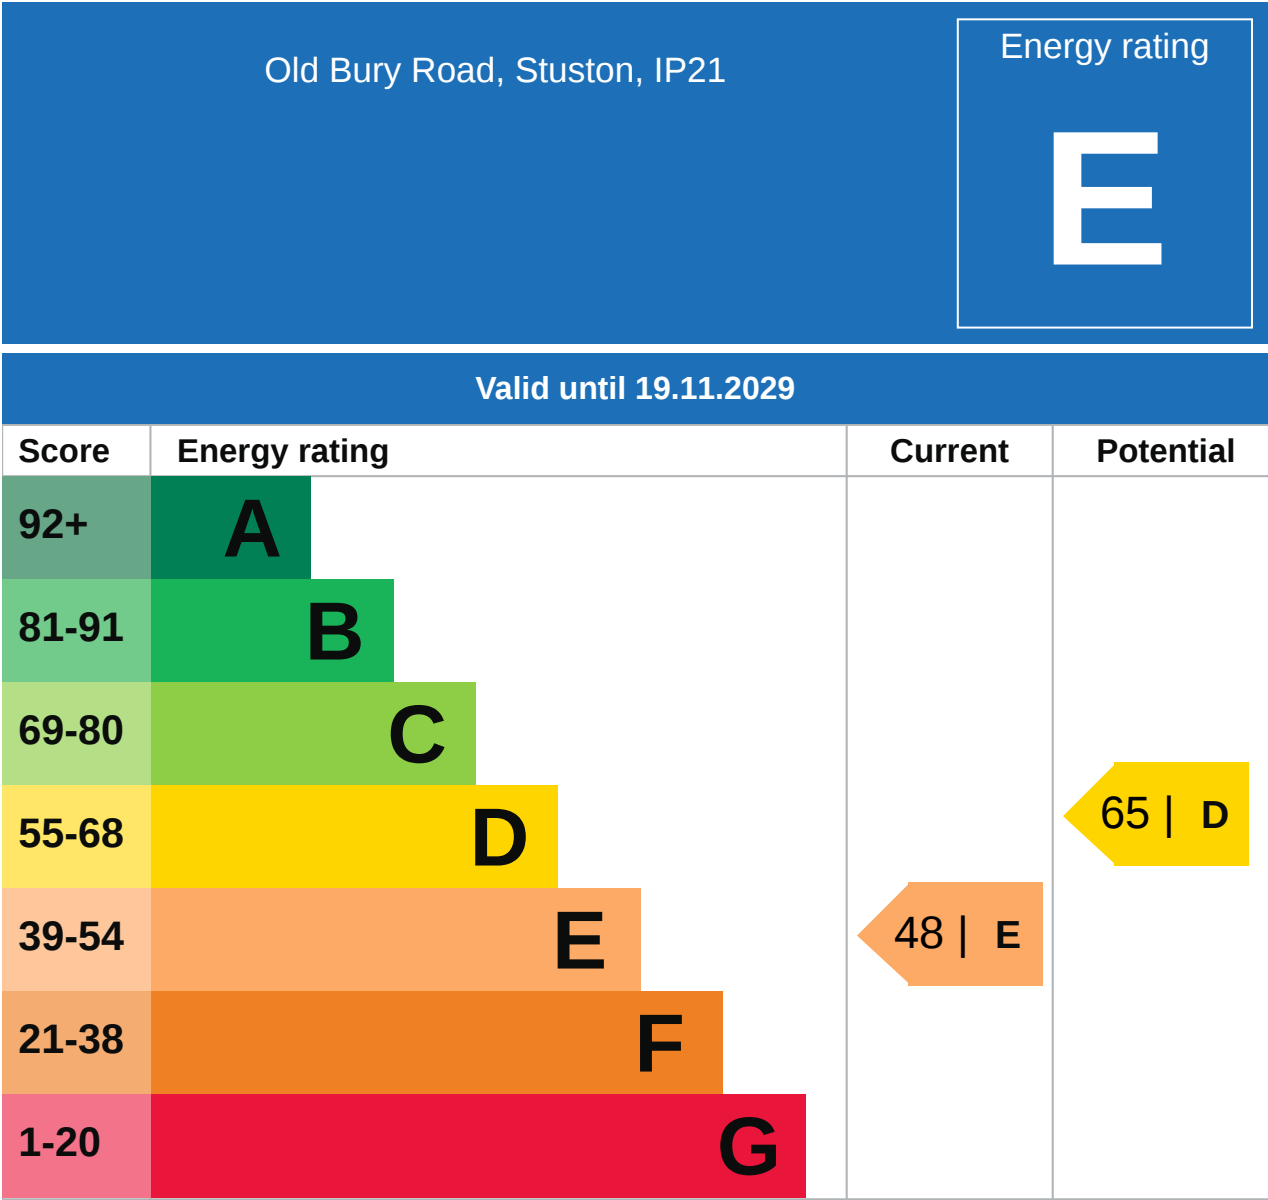 Old Bury Road, Stuston, IP21
Energy rating
E
Valid until 19.11.2029
Score Energy rating Current Potential
92+ A
81-91 B
69-80 C
55-68 D
65 | D
39-54 E
48 | E
21-38 F
1-20 G